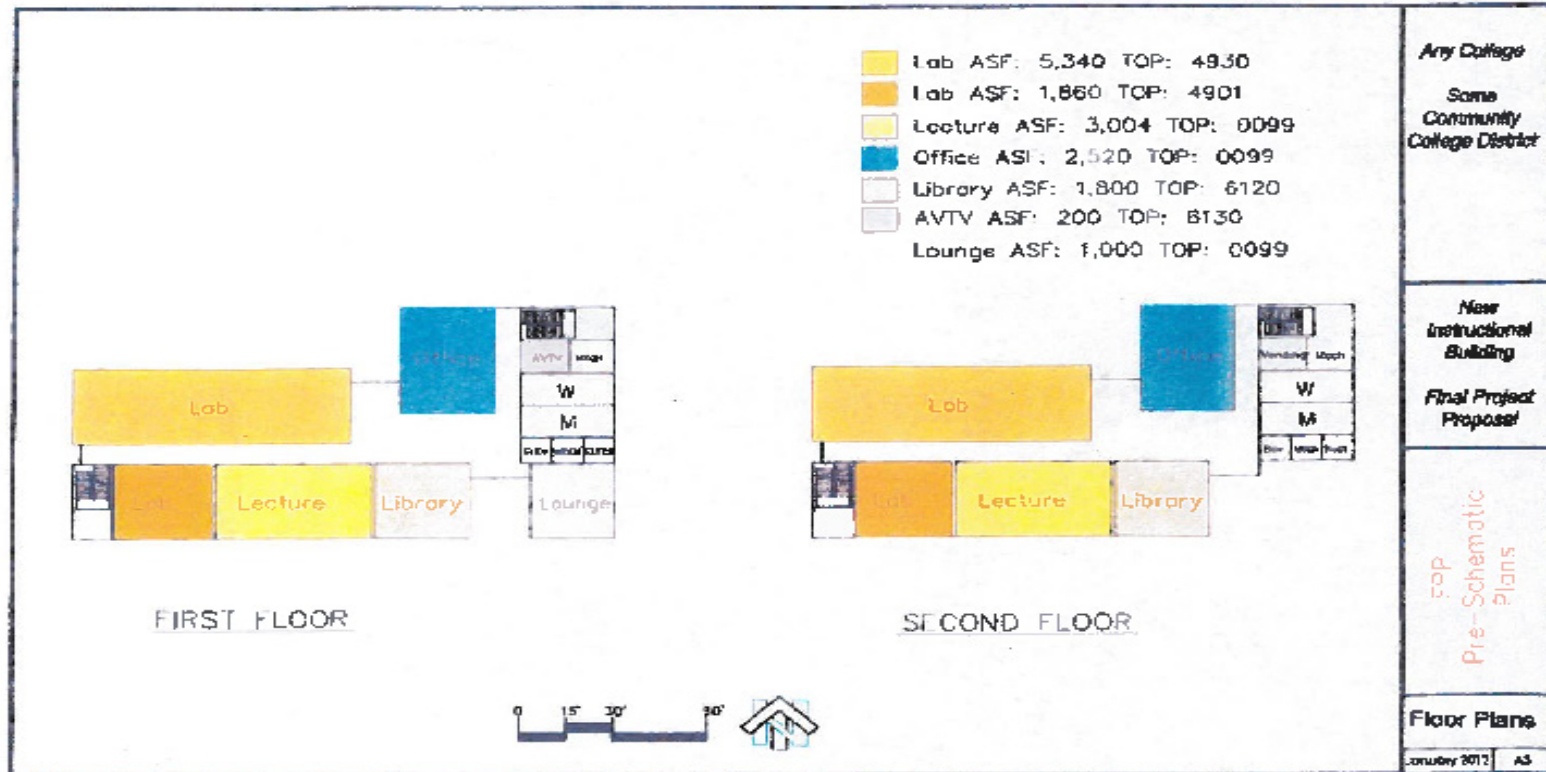 Lab ASF: 5,340 TOP: 4930
Lab ASF: 1,860 TOP: 4901
Lecture ASF: 3,004 TOP: 0099
Office ASF: 2,520 TOP: 0099
Library ASF: 1,800 TOP: 6120
AVTV ASF: 200 TOP: 6130
Lounge ASF: 1,000 TOP: 0099
Any College
Some
Community
College District
New
Instructional
Building
Final Project
Proposal
FPP
Pre-Schematic
Plans
Floor Plans
January 2012
A3
Office
AVTV
W
M
Lab
Lab
Lecture
Library
Lounge
FIRST FLOOR
Office
Vending
Mech
W
M
Lab
Elev
Lab
Lecture
Library
SECOND FLOOR
0 15' 30'